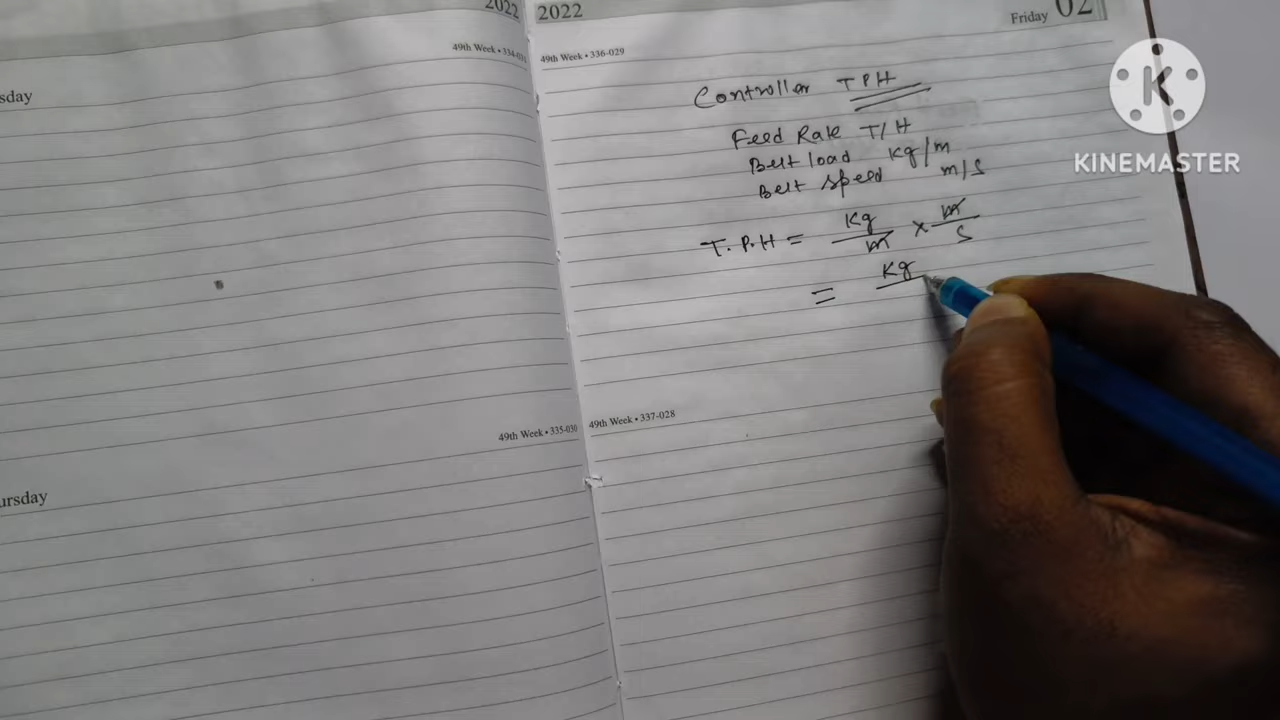 2022
49th Week • 334-031
sday
49th Week • 335-030
ursday
2022
Friday 02
49th Week • 336-029
Controller TPH
Feed Rate T/H
Belt load Kg/m
Belt speed m/s
T.P.H = Kg/m × m/s
= Kg
49th Week • 337-028
K
KINEMASTER